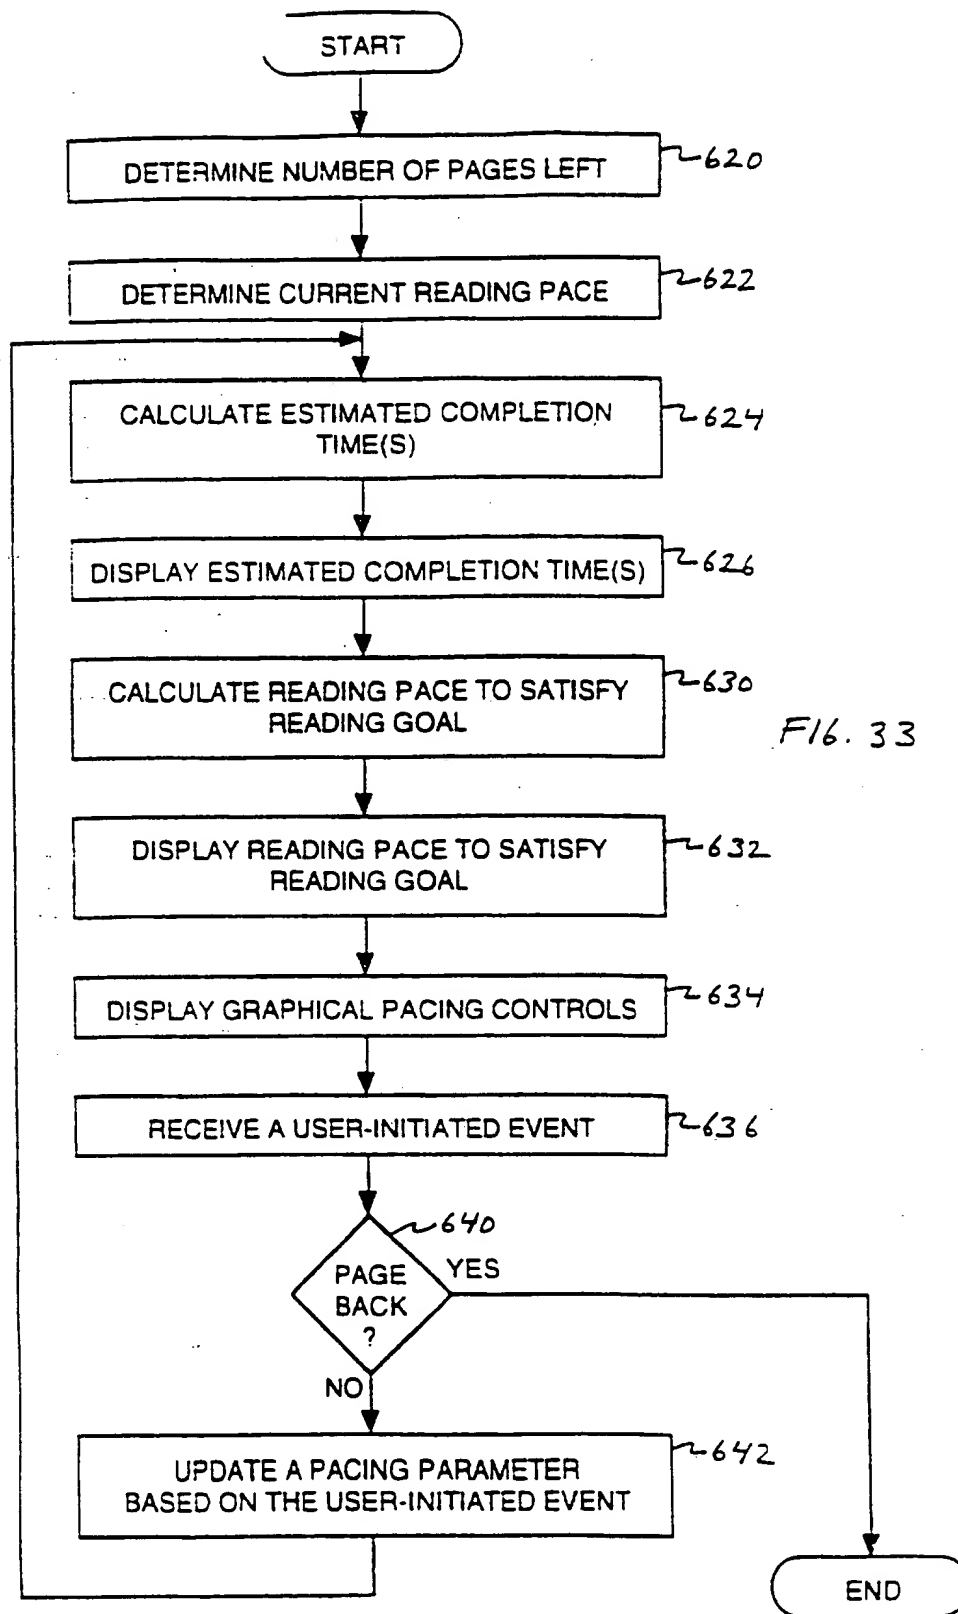 START
DETERMINE NUMBER OF PAGES LEFT
620
DETERMINE CURRENT READING PACE
622
CALCULATE ESTIMATED COMPLETION
TIME(S)
624
DISPLAY ESTIMATED COMPLETION TIME(S)
626
CALCULATE READING PACE TO SATISFY
READING GOAL
630
FIG. 33
DISPLAY READING PACE TO SATISFY
READING GOAL
632
DISPLAY GRAPHICAL PACING CONTROLS
634
RECEIVE A USER-INITIATED EVENT
636
640
PAGE
BACK
?
YES
NO
UPDATE A PACING PARAMETER
BASED ON THE USER-INITIATED EVENT
642
END